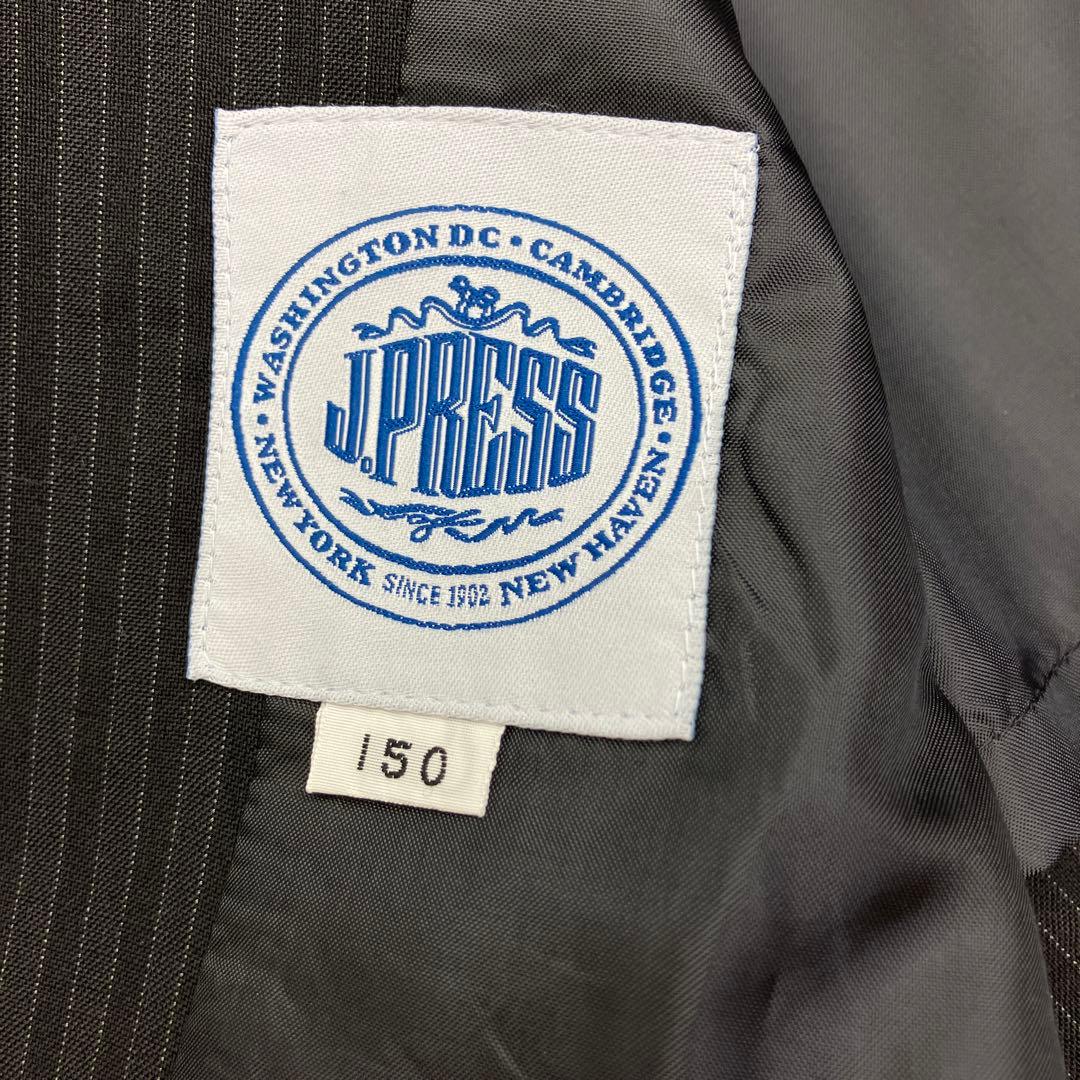 WASHINGTON DC • CAMBRIDGE •
J.PRESS
• NEW YORK SINCE 1902 NEW HAVEN •
150